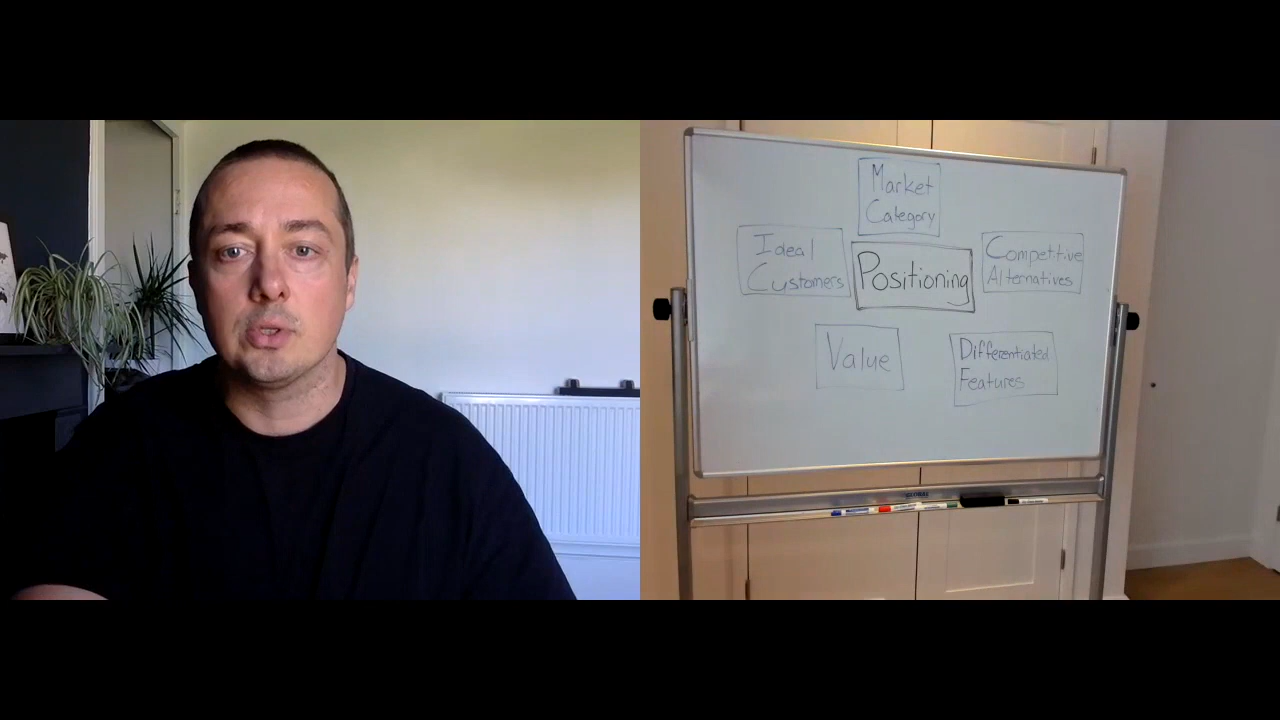 Market
Category
Ideal
Customers
Positioning
Competitive
Alternatives
Value
Differentiated
Features